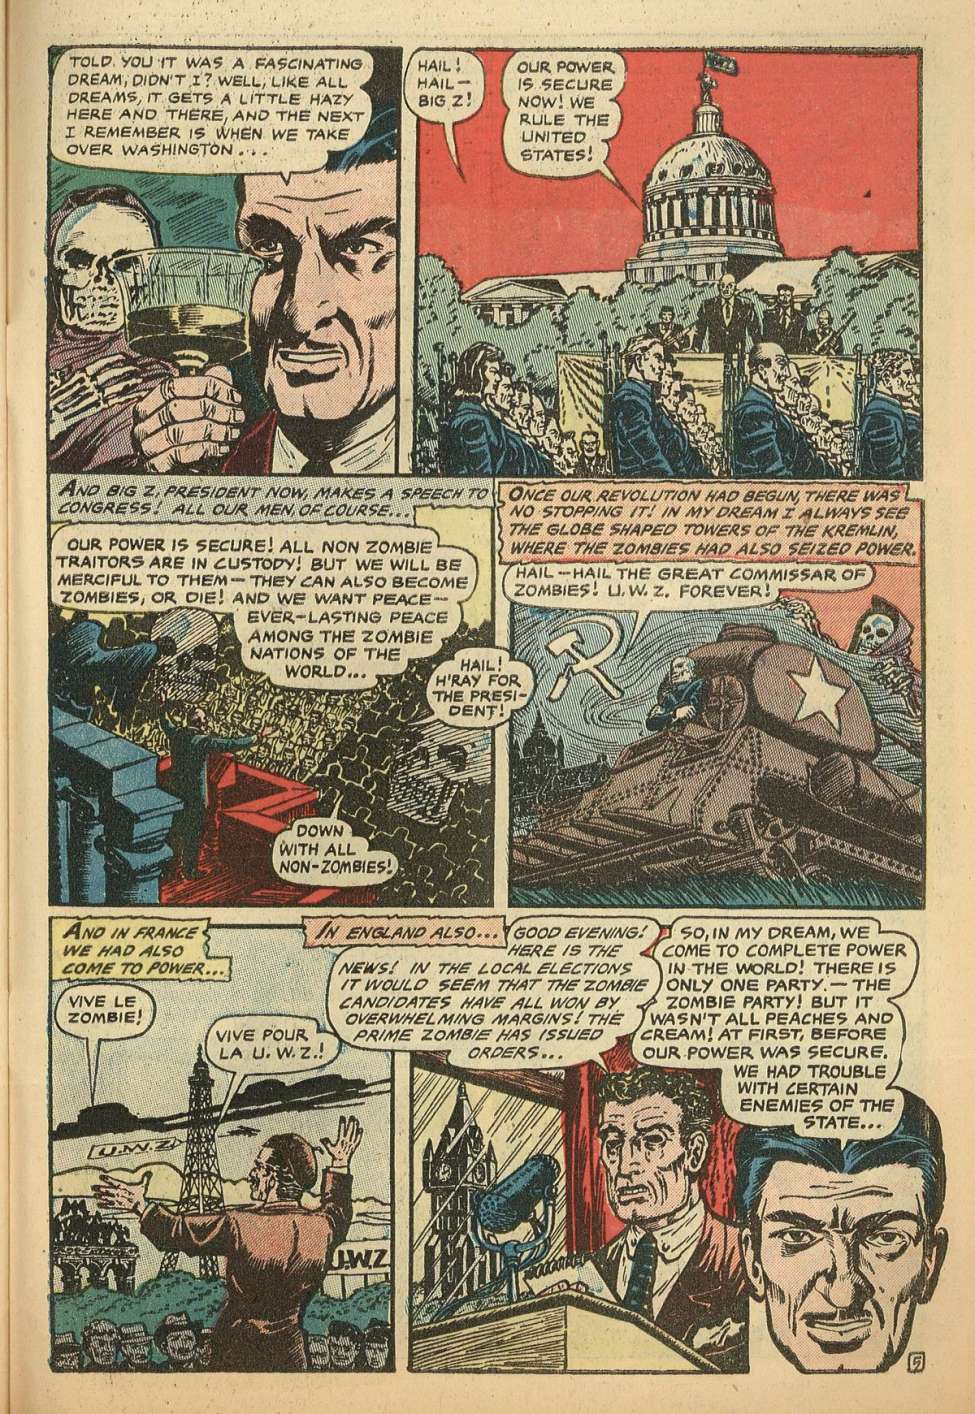 TOLD YOU IT WAS A FASCINATING
DREAM, DIDN'T I? WELL, LIKE ALL
DREAMS, IT GETS A LITTLE HAZY
HERE AND THERE, AND THE NEXT
I REMEMBER IS WHEN WE TAKE
OVER WASHINGTON...
HAIL!
HAIL-
BIG Z!
OUR POWER
IS SECURE
NOW! WE
RULE THE
UNITED
STATES!
AND BIG Z, PRESIDENT NOW, MAKES A SPEECH TO
CONGRESS! ALL OUR MEN, OF COURSE...
OUR POWER IS SECURE! ALL NON ZOMBIE
TRAITORS ARE IN CUSTODY! BUT WE WILL BE
MERCIFUL TO THEM-THEY CAN ALSO BECOME
ZOMBIES, OR DIE! AND WE WANT PEACE-
EVER-LASTING PEACE
AMONG THE ZOMBIE
NATIONS OF THE
WORLD...
HAIL!
H'RAY FOR
THE PRESI-
DENT!
DOWN
WITH ALL
NON-ZOMBIES!
ONCE OUR REVOLUTION HAD BEGUN, THERE WAS
NO STOPPING IT! IN MY DREAM I ALWAYS SEE
THE GLOBE SHAPED TOWERS OF THE KREMLIN,
WHERE THE ZOMBIES HAD ALSO SEIZED POWER.
HAIL-HAIL THE GREAT COMMISSAR OF
ZOMBIES! U.W.Z. FOREVER!
AND IN FRANCE
WE HAD ALSO
COME TO POWER...
VIVE LE
ZOMBIE!
VIVE POUR
LA U.W.Z.!
U.W.Z
U.W.Z
IN ENGLAND ALSO...
GOOD EVENING!
HERE IS THE
NEWS! IN THE LOCAL ELECTIONS
IT WOULD SEEM THAT THE ZOMBIE
CANDIDATES HAVE ALL WON BY
OVERWHELMING MARGINS! THE
PRIME ZOMBIE HAS ISSUED
ORDERS...
SO, IN MY DREAM, WE
COME TO COMPLETE POWER
IN THE WORLD! THERE IS
ONLY ONE PARTY.-THE
ZOMBIE PARTY! BUT IT
WASN'T ALL PEACHES AND
CREAM! AT FIRST, BEFORE
OUR POWER WAS SECURE.
WE HAD TROUBLE
WITH CERTAIN
ENEMIES OF THE
STATE...
5